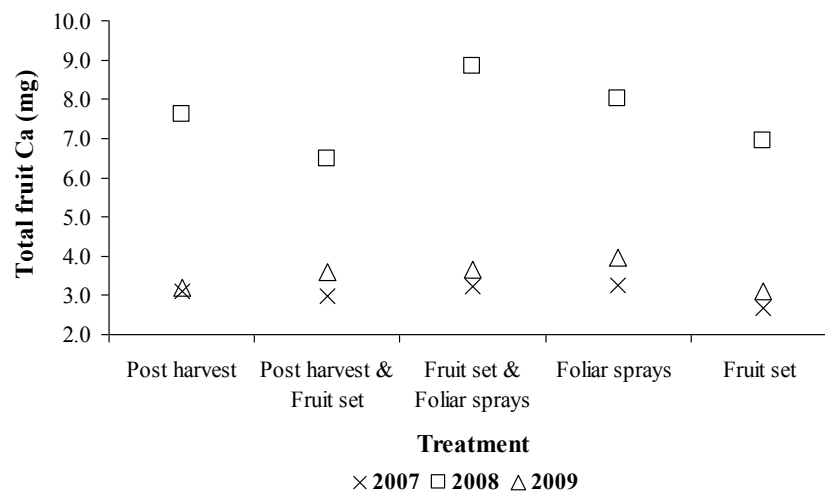 10.0
9.0
8.0
7.0
6.0
5.0
4.0
3.0
2.0
Total fruit Ca (mg)
Post harvest
Post harvest &
Fruit set
Fruit set &
Foliar sprays
Foliar sprays
Fruit set
Treatment
2007 2008 2009